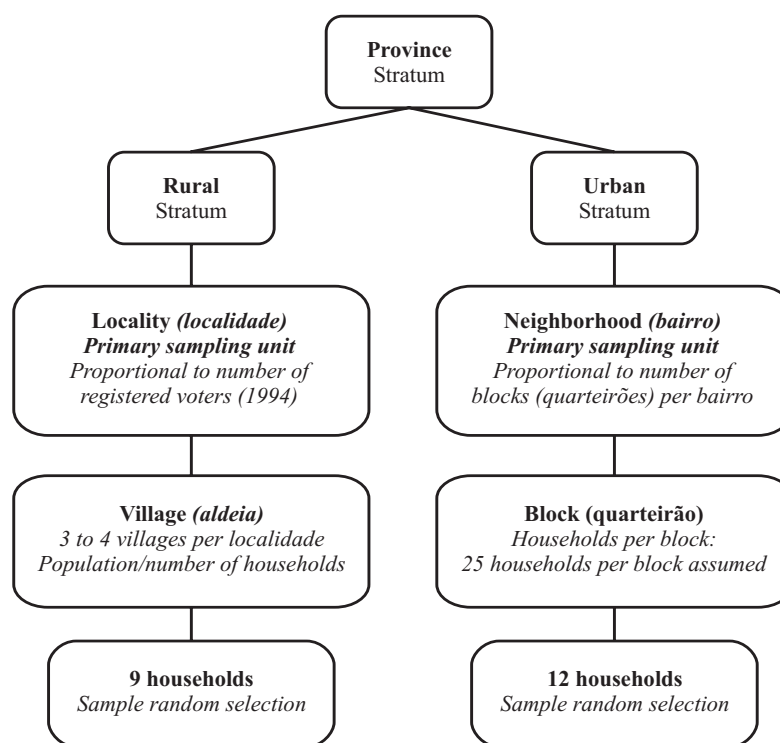 Province
Stratum
Rural
Stratum
Urban
Stratum
Locality (localidade)
Primary sampling unit
Proportional to number of
registered voters (1994)
Neighborhood (bairro)
Primary sampling unit
Proportional to number of
blocks (quarteirões) per bairro
Village (aldeia)
3 to 4 villages per localidade
Population/number of households
Block (quarteirão)
Households per block:
25 households per block assumed
9 households
Sample random selection
12 households
Sample random selection